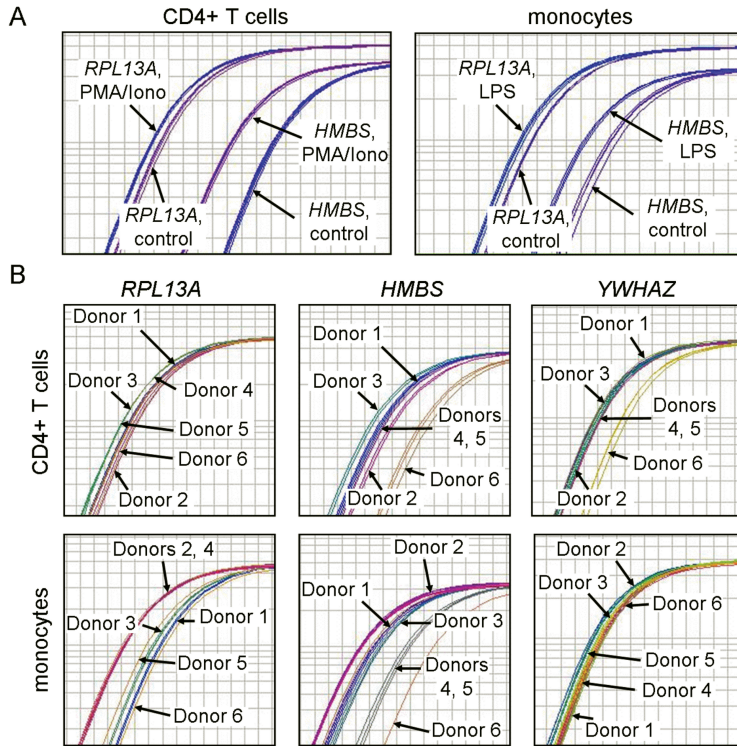 A
CD4+ T cells
monocytes
RPL13A,
PMA/Iono
HMBS,
PMA/Iono
RPL13A,
control
HMBS,
control
RPL13A,
LPS
HMBS,
LPS
RPL13A,
control
HMBS,
control
B
RPL13A
HMBS
YWHAZ
CD4+ T cells
Donor 1
Donor 3
Donor 4
Donor 5
Donor 6
Donor 2
Donor 1
Donor 3
Donors
4, 5
Donor 2
Donor 6
Donor 1
Donor 3
Donors
4, 5
Donor 6
Donor 2
monocytes
Donors 2, 4
Donor 3
Donor 1
Donor 5
Donor 6
Donor 2
Donor 1
Donor 3
Donors
4, 5
Donor 6
Donor 2
Donor 3
Donor 6
Donor 5
Donor 4
Donor 1